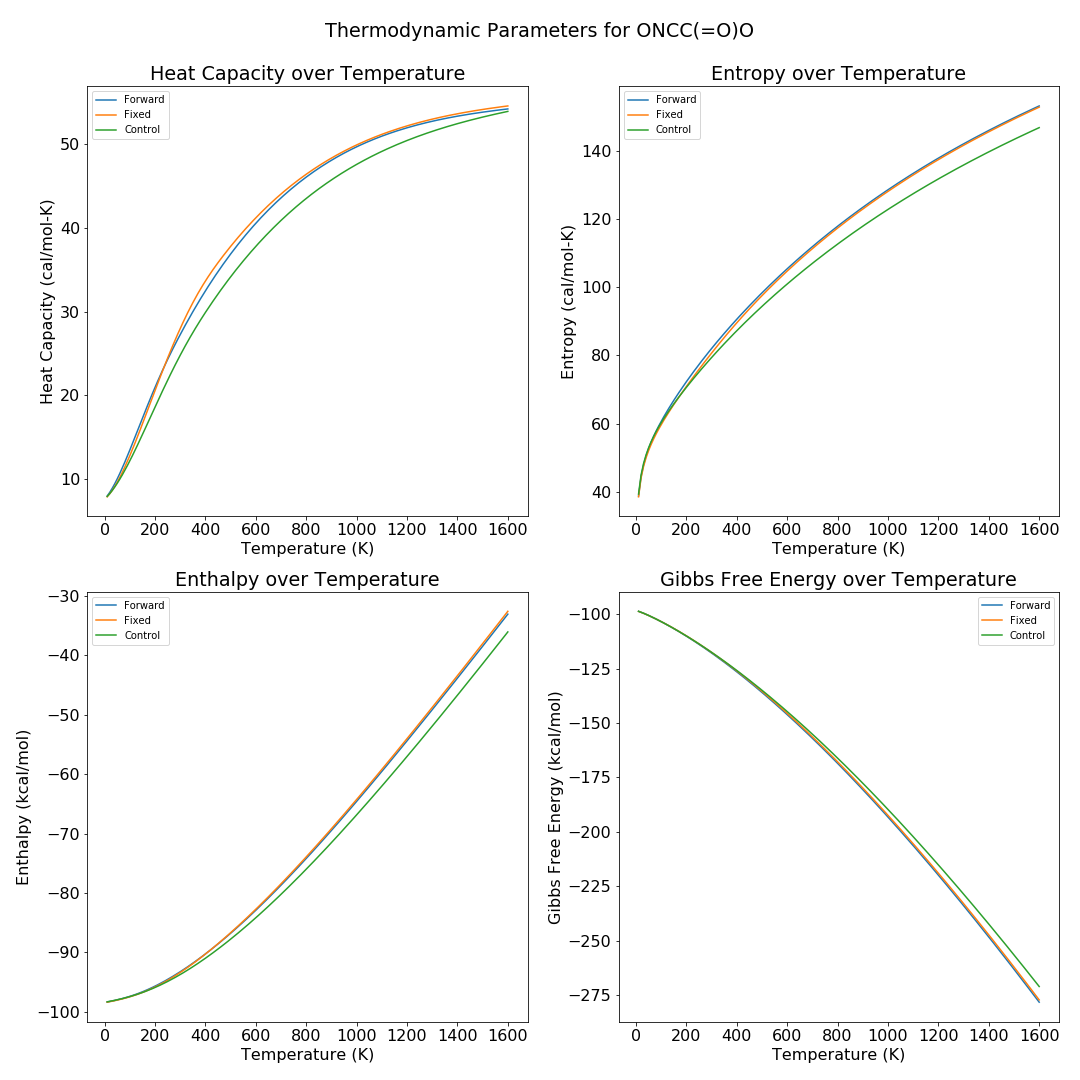 Thermodynamic Parameters for ONCC(=O)O
Heat Capacity over Temperature
Forward
Fixed
Control
50
40
30
20
10
Heat Capacity (cal/mol-K)
0 200 400 600 800 1000 1200 1400 1600
Temperature (K)
Entropy over Temperature
Forward
Fixed
Control
140
120
100
80
60
40
Entropy (cal/mol-K)
0 200 400 600 800 1000 1200 1400 1600
Temperature (K)
Enthalpy over Temperature
Forward
Fixed
Control
−30
−40
−50
−60
−70
−80
−90
−100
Enthalpy (kcal/mol)
0 200 400 600 800 1000 1200 1400 1600
Temperature (K)
Gibbs Free Energy over Temperature
Forward
Fixed
Control
−100
−125
−150
−175
−200
−225
−250
−275
Gibbs Free Energy (kcal/mol)
0 200 400 600 800 1000 1200 1400 1600
Temperature (K)